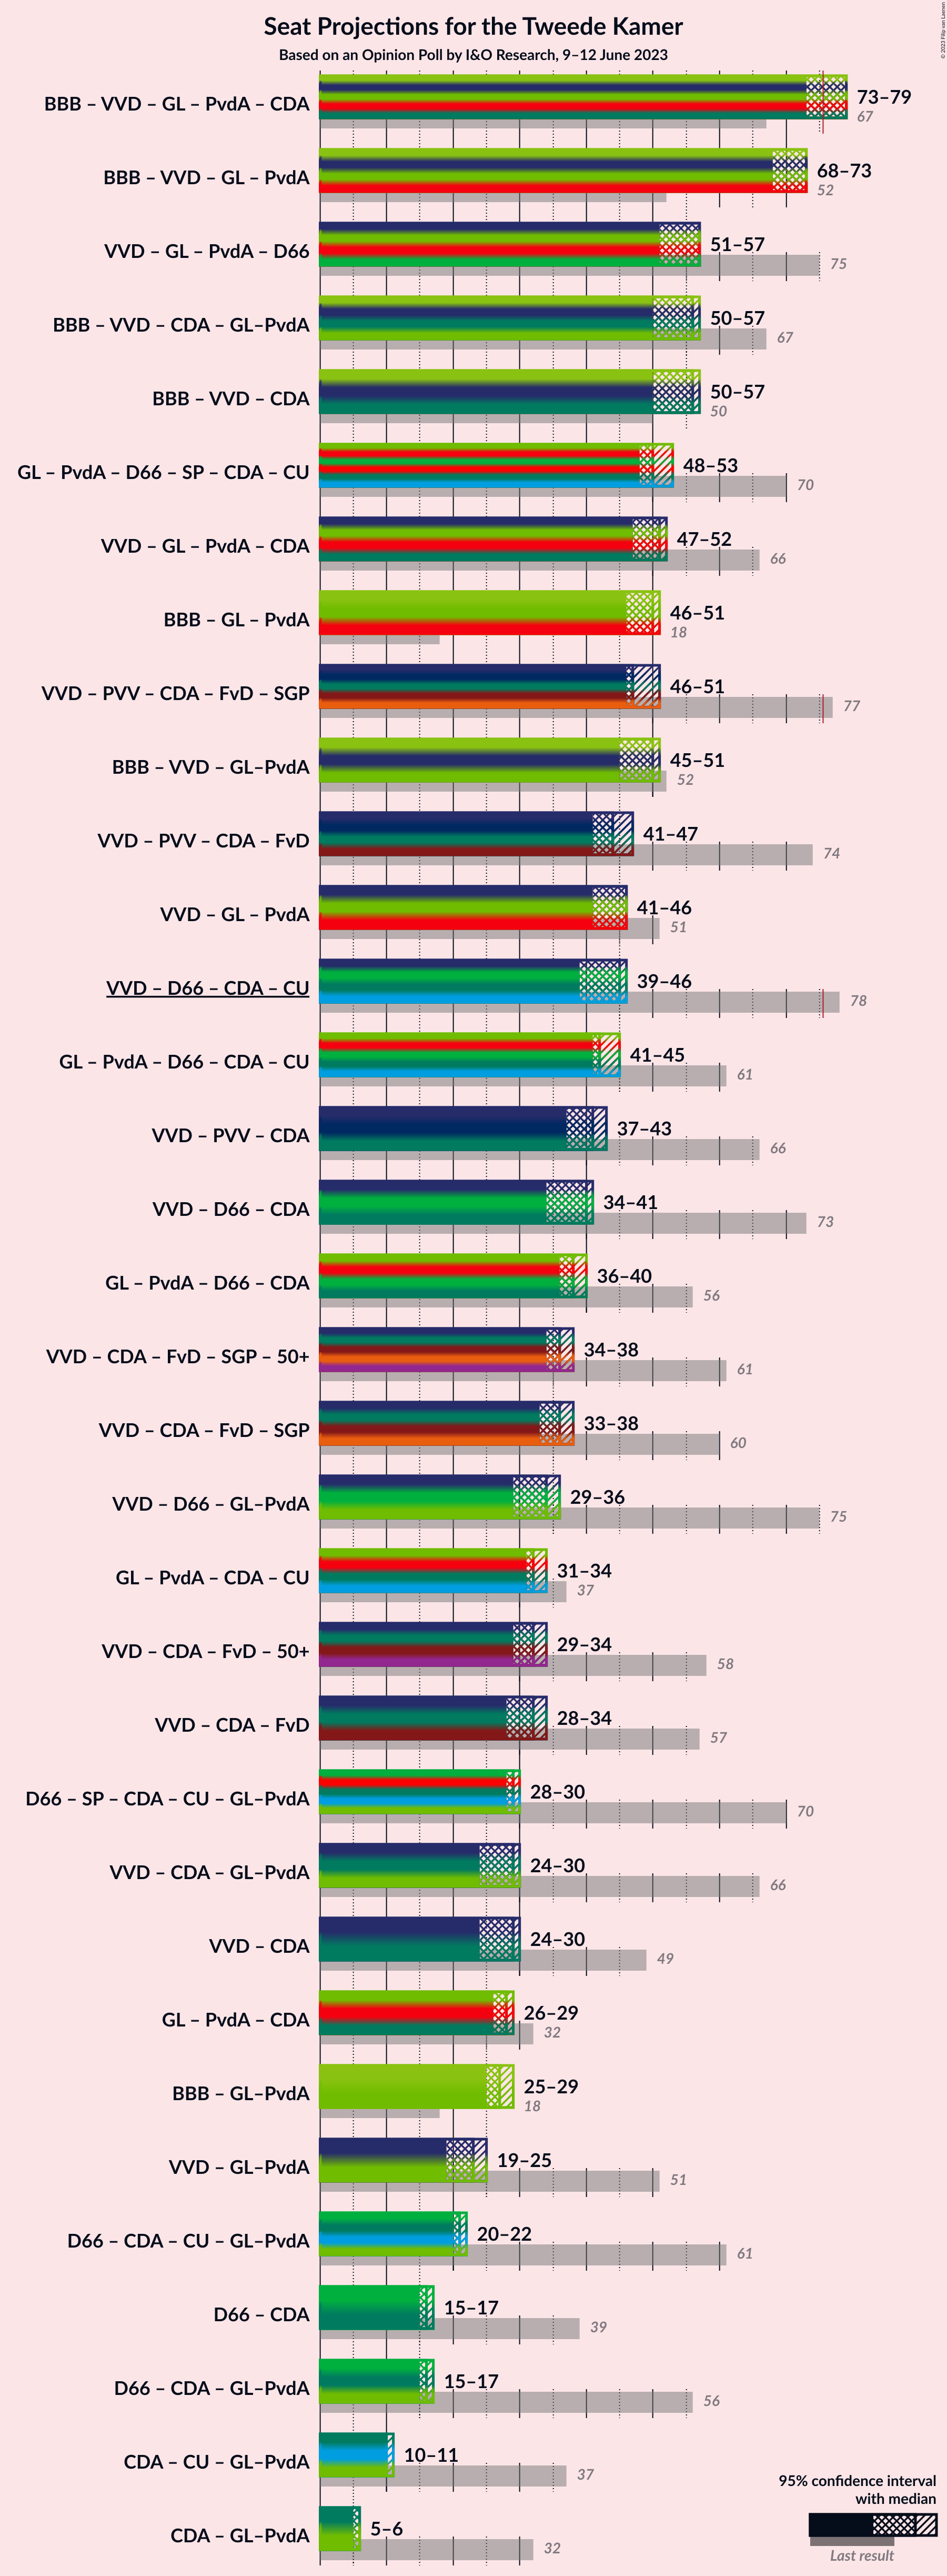 © 2023 Filip van Laenen
Seat Projections for the Tweede Kamer
Based on an Opinion Poll by I&O Research, 9–12 June 2023
BBB – VVD – GL – PvdA – CDA 73–79 67
BBB – VVD – GL – PvdA 68–73 52
VVD – GL – PvdA – D66 51–57 75
BBB – VVD – CDA – GL–PvdA 50–57 67
BBB – VVD – CDA 50–57 50
GL – PvdA – D66 – SP – CDA – CU 48–53 70
VVD – GL – PvdA – CDA 47–52 66
BBB – GL – PvdA 46–51 18
VVD – PVV – CDA – FvD – SGP 46–51 77
BBB – VVD – GL–PvdA 45–51 52
VVD – PVV – CDA – FvD 41–47 74
VVD – GL – PvdA 41–46 51
VVD – D66 – CDA – CU 39–46 78
GL – PvdA – D66 – CDA – CU 41–45 61
VVD – PVV – CDA 37–43 66
VVD – D66 – CDA 34–41 73
GL – PvdA – D66 – CDA 36–40 56
VVD – CDA – FvD – SGP – 50+ 34–38 61
VVD – CDA – FvD – SGP 33–38 60
VVD – D66 – GL–PvdA 29–36 75
GL – PvdA – CDA – CU 31–34 37
VVD – CDA – FvD – 50+ 29–34 58
VVD – CDA – FvD 28–34 57
D66 – SP – CDA – CU – GL–PvdA 28–30 70
VVD – CDA – GL–PvdA 24–30 66
VVD – CDA 24–30 49
GL – PvdA – CDA 26–29 32
BBB – GL–PvdA 25–29 18
VVD – GL–PvdA 19–25 51
D66 – CDA – CU – GL–PvdA 20–22 61
D66 – CDA 15–17 39
D66 – CDA – GL–PvdA 15–17 56
CDA – CU – GL–PvdA 10–11 37
CDA – GL–PvdA 5–6 32
95% confidence interval
with median
Last result